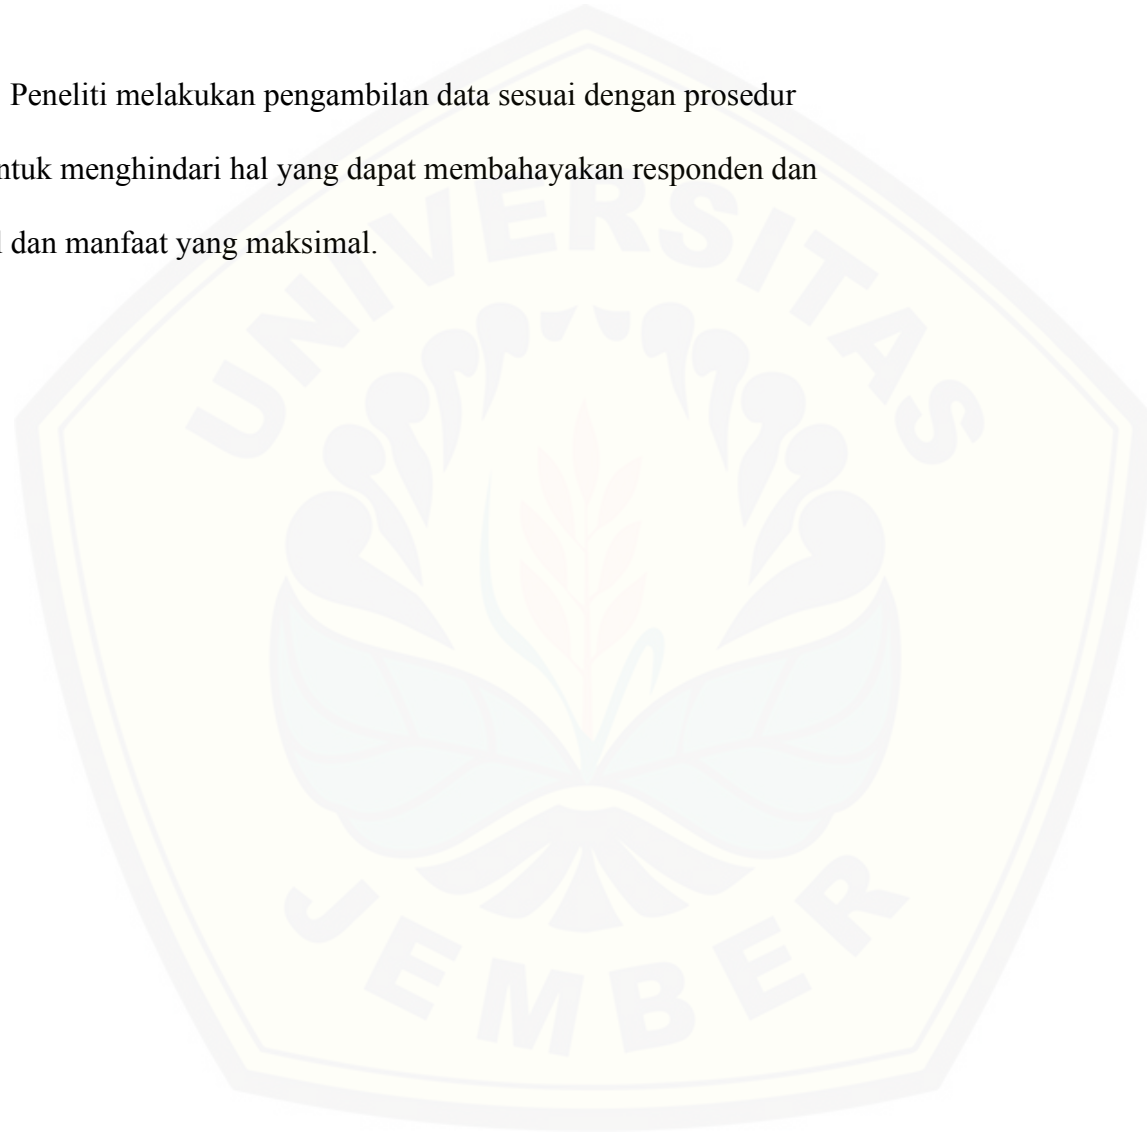 Peneliti melakukan pengambilan data sesuai dengan prosedur
ntuk menghindari hal yang dapat membahayakan responden dan
dan manfaat yang maksimal.
UNIVERSITAS
JEMBER